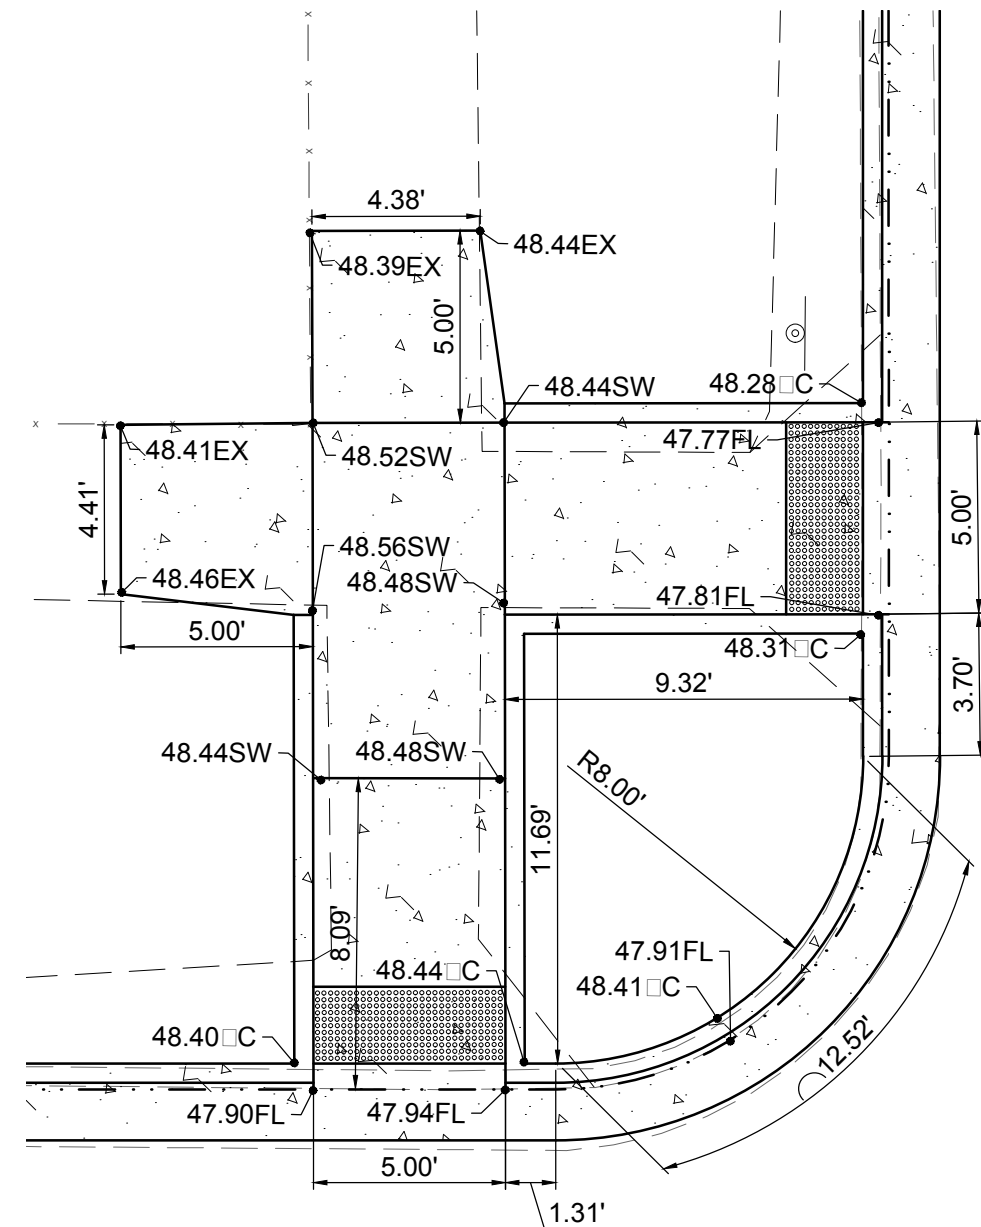 4.38'
48.39EX
48.44EX
5.00'
48.44SW
48.28□C
47.77FL
48.41EX
48.52SW
4.41'
5.00'
48.56SW
48.48SW
48.46EX
47.81FL
5.00'
48.31□C
9.32'
3.70'
48.44SW
48.48SW
R8.00'
11.69'
8.09'
47.91FL
48.44□C
48.41□C
48.40□C
12.52'
47.90FL
47.94FL
5.00'
1.31'